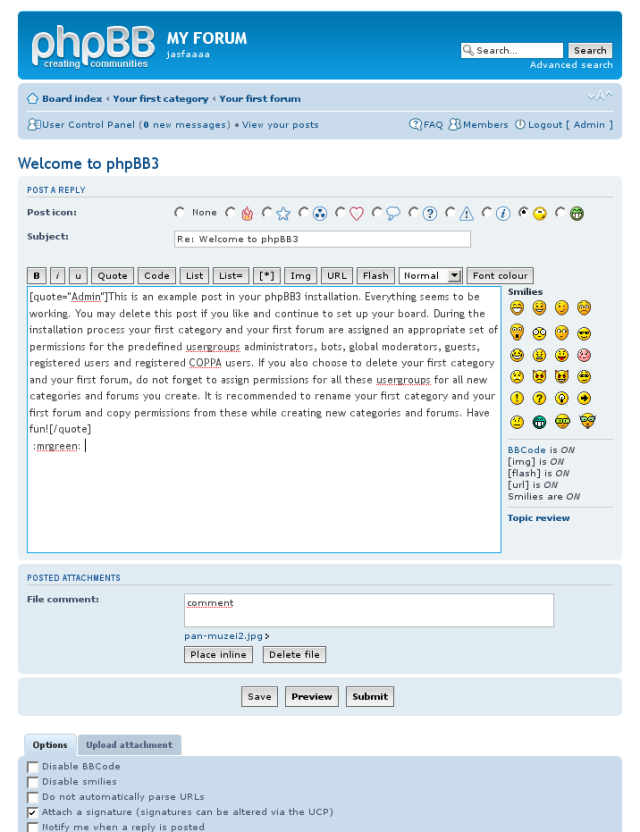 phpBB
creating communities
MY FORUM
jasfaaaa
Search...
Search
Advanced search
Board index ‹ Your first category ‹ Your first forum
A
User Control Panel (0 new messages) • View your posts
FAQ Members Logout [ Admin ]
Welcome to phpBB3
POST A REPLY
Post icon:
None
Subject:
Re: Welcome to phpBB3
B i u Quote Code List List= [*] Img URL Flash Normal Font colour
[quote="Admin"]This is an example post in your phpBB3 installation. Everything seems to be
working. You may delete this post if you like and continue to set up your board. During the
installation process your first category and your first forum are assigned an appropriate set of
permissions for the predefined usergroups administrators, bots, global moderators, guests,
registered users and registered COPPA users. If you also choose to delete your first category
and your first forum, do not forget to assign permissions for all these usergroups for all new
categories and forums you create. It is recommended to rename your first category and your
first forum and copy permissions from these while creating new categories and forums. Have
fun![/quote]
:mrgreen:
Smilies
BBCode is ON
[img] is ON
[flash] is ON
[url] is ON
Smilies are ON
Topic review
POSTED ATTACHMENTS
File comment:
comment
pan-muzei2.jpg
Place inline Delete file
Save Preview Submit
Options Upload attachment
Disable BBCode
Disable smilies
Do not automatically parse URLs
Attach a signature (signatures can be altered via the UCP)
Notify me when a reply is posted